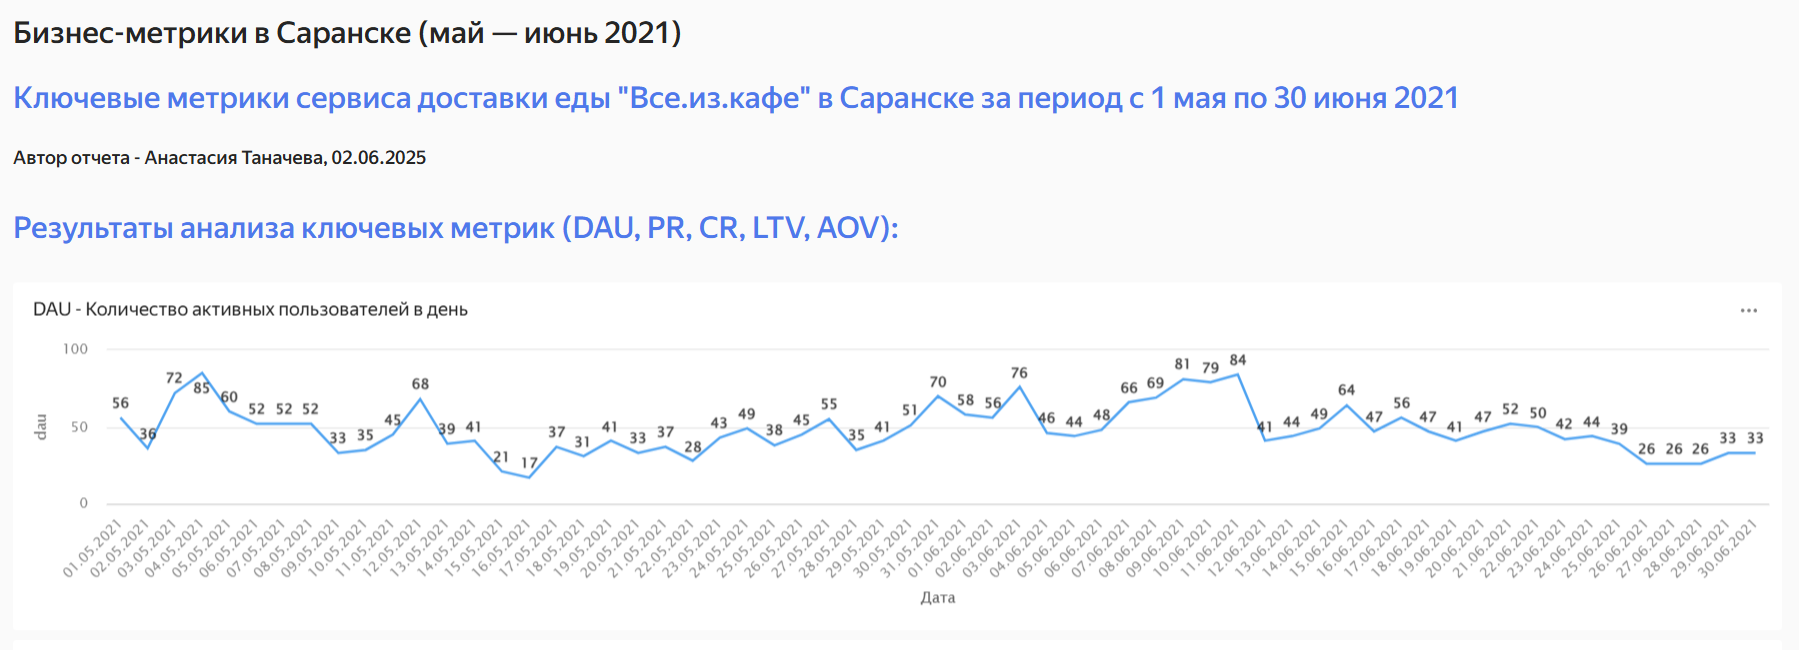 Бизнес-метрики в Саранске (май — июнь 2021)
Ключевые метрики сервиса доставки еды "Все.из.кафе" в Саранске за период с 1 мая по 30 июня 2021
Автор отчета - Анастасия Таначева, 02.06.2025
Результаты анализа ключевых метрик (DAU, PR, CR, LTV, AOV):
DAU - Количество активных пользователей в день
...
100
50
0
dau
56 36 72 85 60 52 52 52 33 35 45 68 39 41 21 17 37 31 41 33 37 28 43 49 38 45 55 35 41 51 70 58 56 76 46 44 48 66 69 81 79 84 41 44 49 64 47 56 47 41 47 52 50 42 44 39 26 26 26 33 33
01.05.2021 02.05.2021 03.05.2021 04.05.2021 05.05.2021 06.05.2021 07.05.2021 08.05.2021 09.05.2021 10.05.2021 11.05.2021 12.05.2021 13.05.2021 14.05.2021 15.05.2021 16.05.2021 17.05.2021 18.05.2021 19.05.2021 20.05.2021 21.05.2021 22.05.2021 23.05.2021 24.05.2021 25.05.2021 26.05.2021 27.05.2021 28.05.2021 29.05.2021 30.05.2021 31.05.2021 01.06.2021 02.06.2021 03.06.2021 04.06.2021 05.06.2021 06.06.2021 07.06.2021 08.06.2021 09.06.2021 10.06.2021 11.06.2021 12.06.2021 13.06.2021 14.06.2021 15.06.2021 16.06.2021 17.06.2021 18.06.2021 19.06.2021 20.06.2021 21.06.2021 22.06.2021 23.06.2021 24.06.2021 25.06.2021 26.06.2021 27.06.2021 28.06.2021 29.06.2021 30.06.2021
Дата